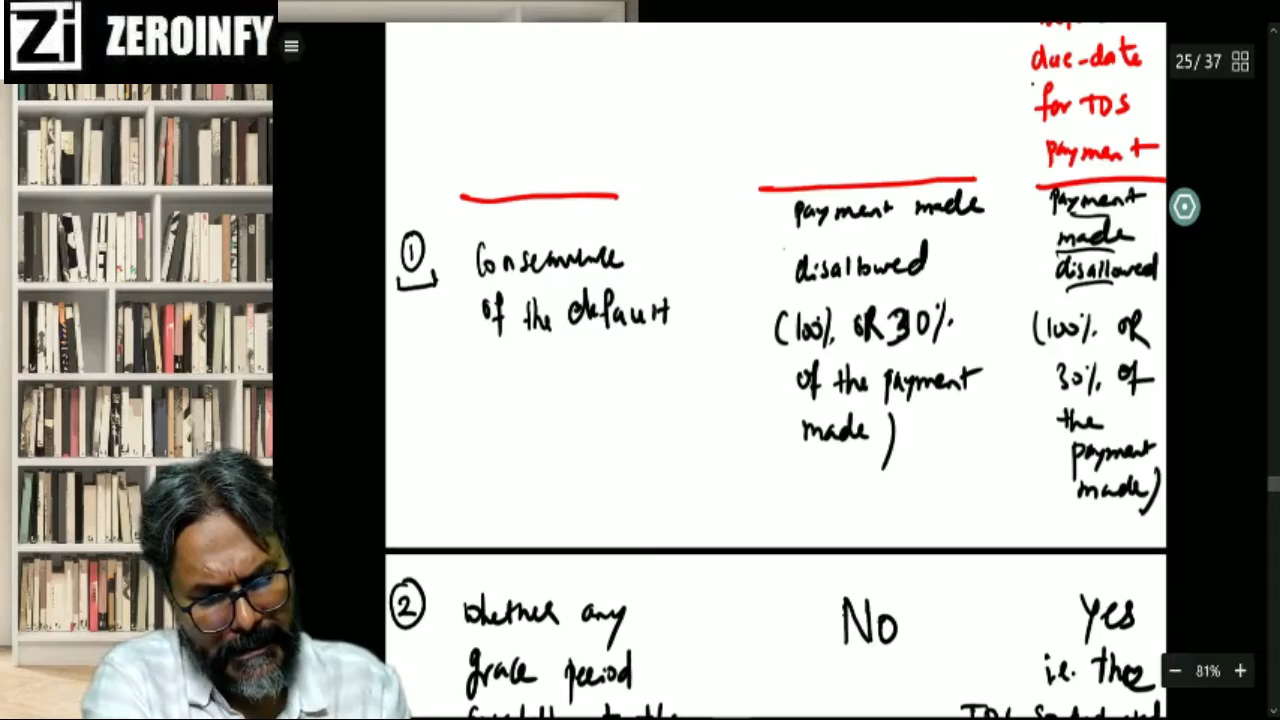 Zi ZEROINFY
25/ 37
due-date
for TDS
payment
① Consequence
of the default
payment made
disallowed
(100% OR 30%
of the payment
made)
payment
made
disallowed
(100% OR
30% of
the
payment
made)
② whether any
grace period
No
Yes
i.e. the
81%